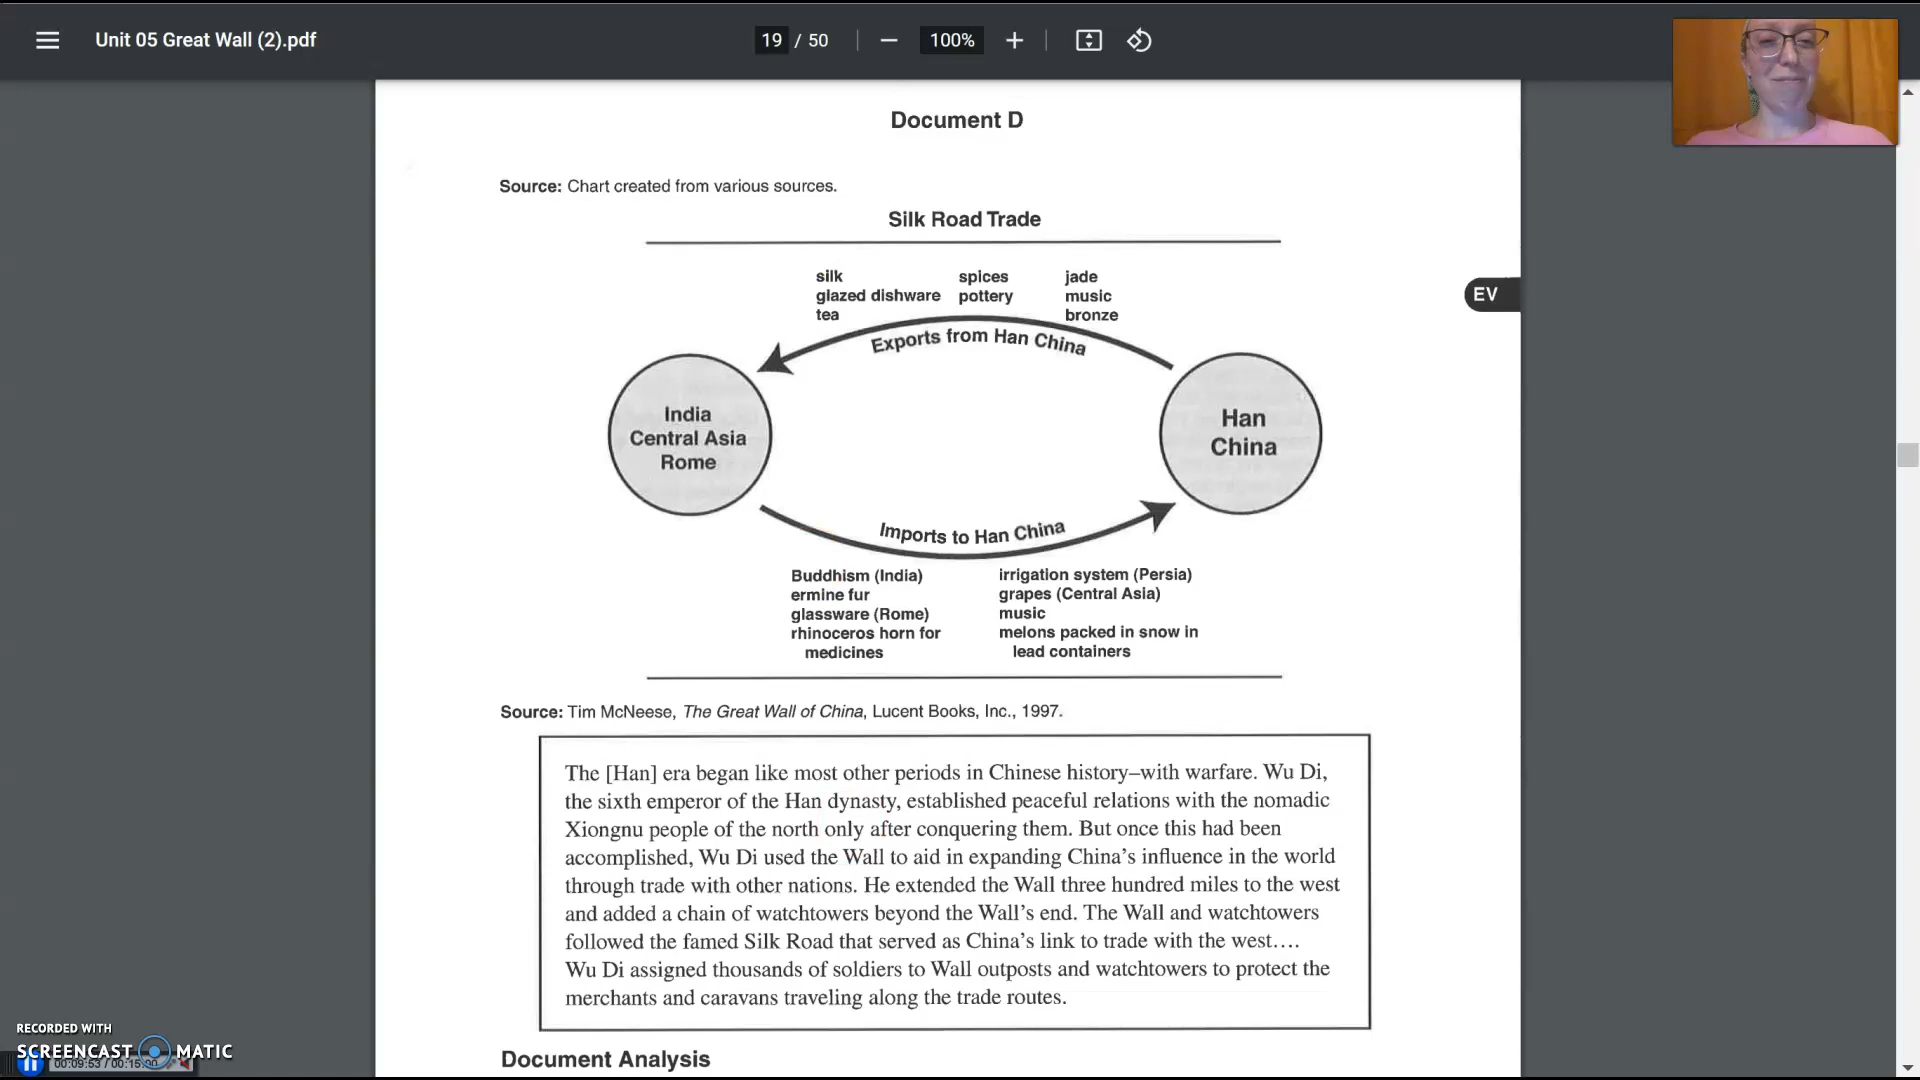 Unit 05 Great Wall (2).pdf
19 / 50
100%
Document D
Source: Chart created from various sources.
Silk Road Trade
silk
glazed dishware
tea
spices
pottery
jade
music
bronze
EV
Exports from Han China
India
Central Asia
Rome
Han
China
Imports to Han China
Buddhism (India)
ermine fur
glassware (Rome)
rhinoceros horn for
medicines
irrigation system (Persia)
grapes (Central Asia)
music
melons packed in snow in
lead containers
Source: Tim McNeese, The Great Wall of China, Lucent Books, Inc., 1997.
The [Han] era began like most other periods in Chinese history–with warfare. Wu Di,
the sixth emperor of the Han dynasty, established peaceful relations with the nomadic
Xiongnu people of the north only after conquering them. But once this had been
accomplished, Wu Di used the Wall to aid in expanding China's influence in the world
through trade with other nations. He extended the Wall three hundred miles to the west
and added a chain of watchtowers beyond the Wall's end. The Wall and watchtowers
followed the famed Silk Road that served as China's link to trade with the west....
Wu Di assigned thousands of soldiers to Wall outposts and watchtowers to protect the
merchants and caravans traveling along the trade routes.
Document Analysis
RECORDED WITH
SCREENCAST MATIC
00:09:53 / 00:15:00